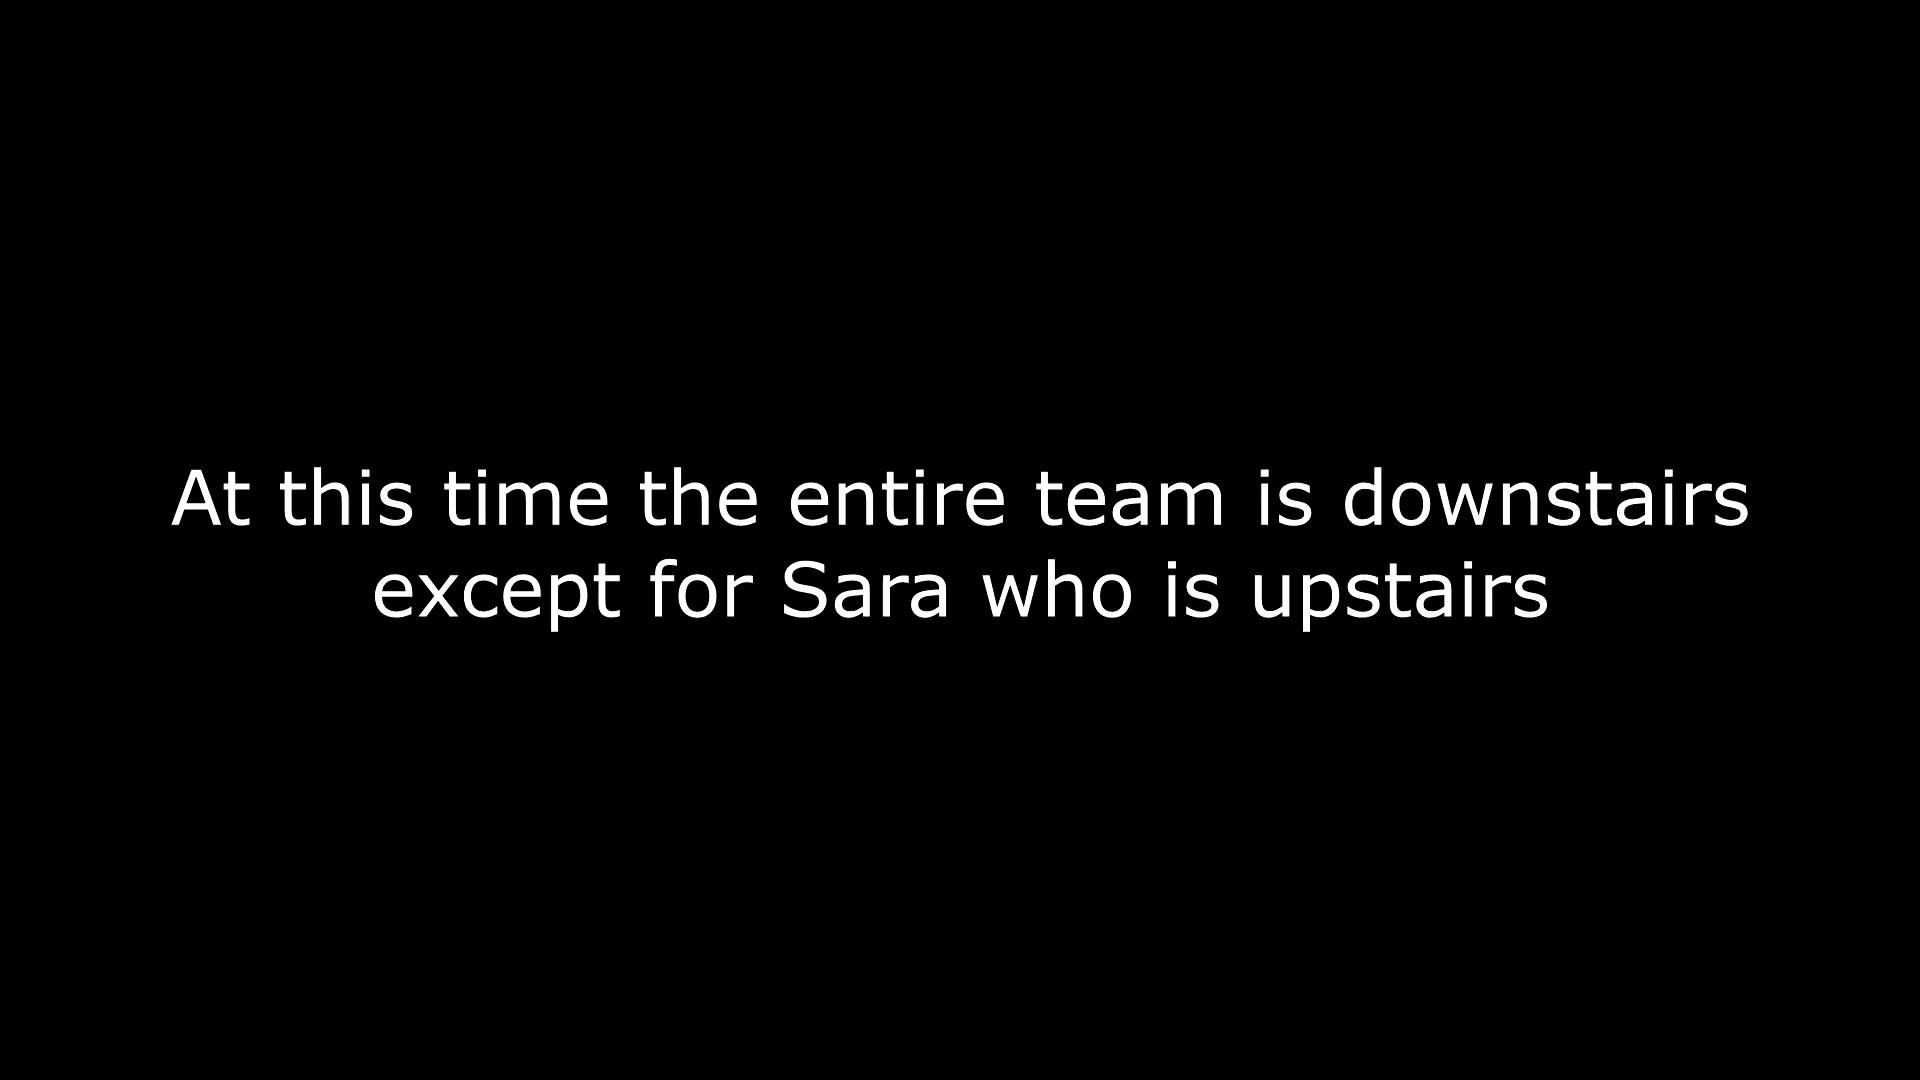 At this time the entire team is downstairs
except for Sara who is upstairs